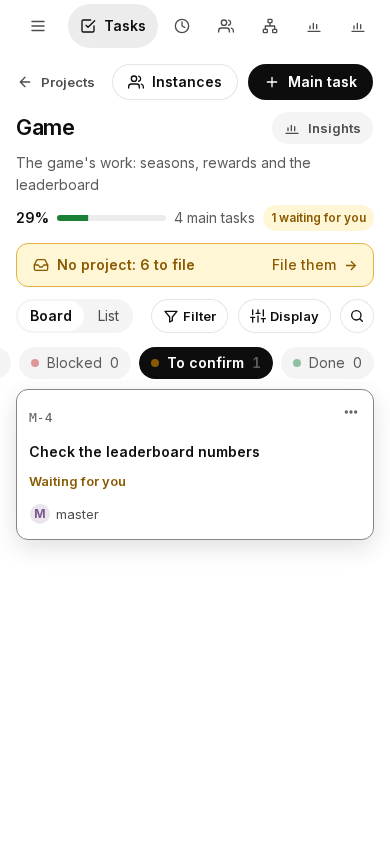 Tasks
Projects
Instances
Main task
Game
Insights
The game's work: seasons, rewards and the
leaderboard
29%
4 main tasks
1 waiting for you
No project: 6 to file
File them
Board
List
Filter
Display
Blocked 0
To confirm 1
Done 0
M-4
Check the leaderboard numbers
Waiting for you
M master